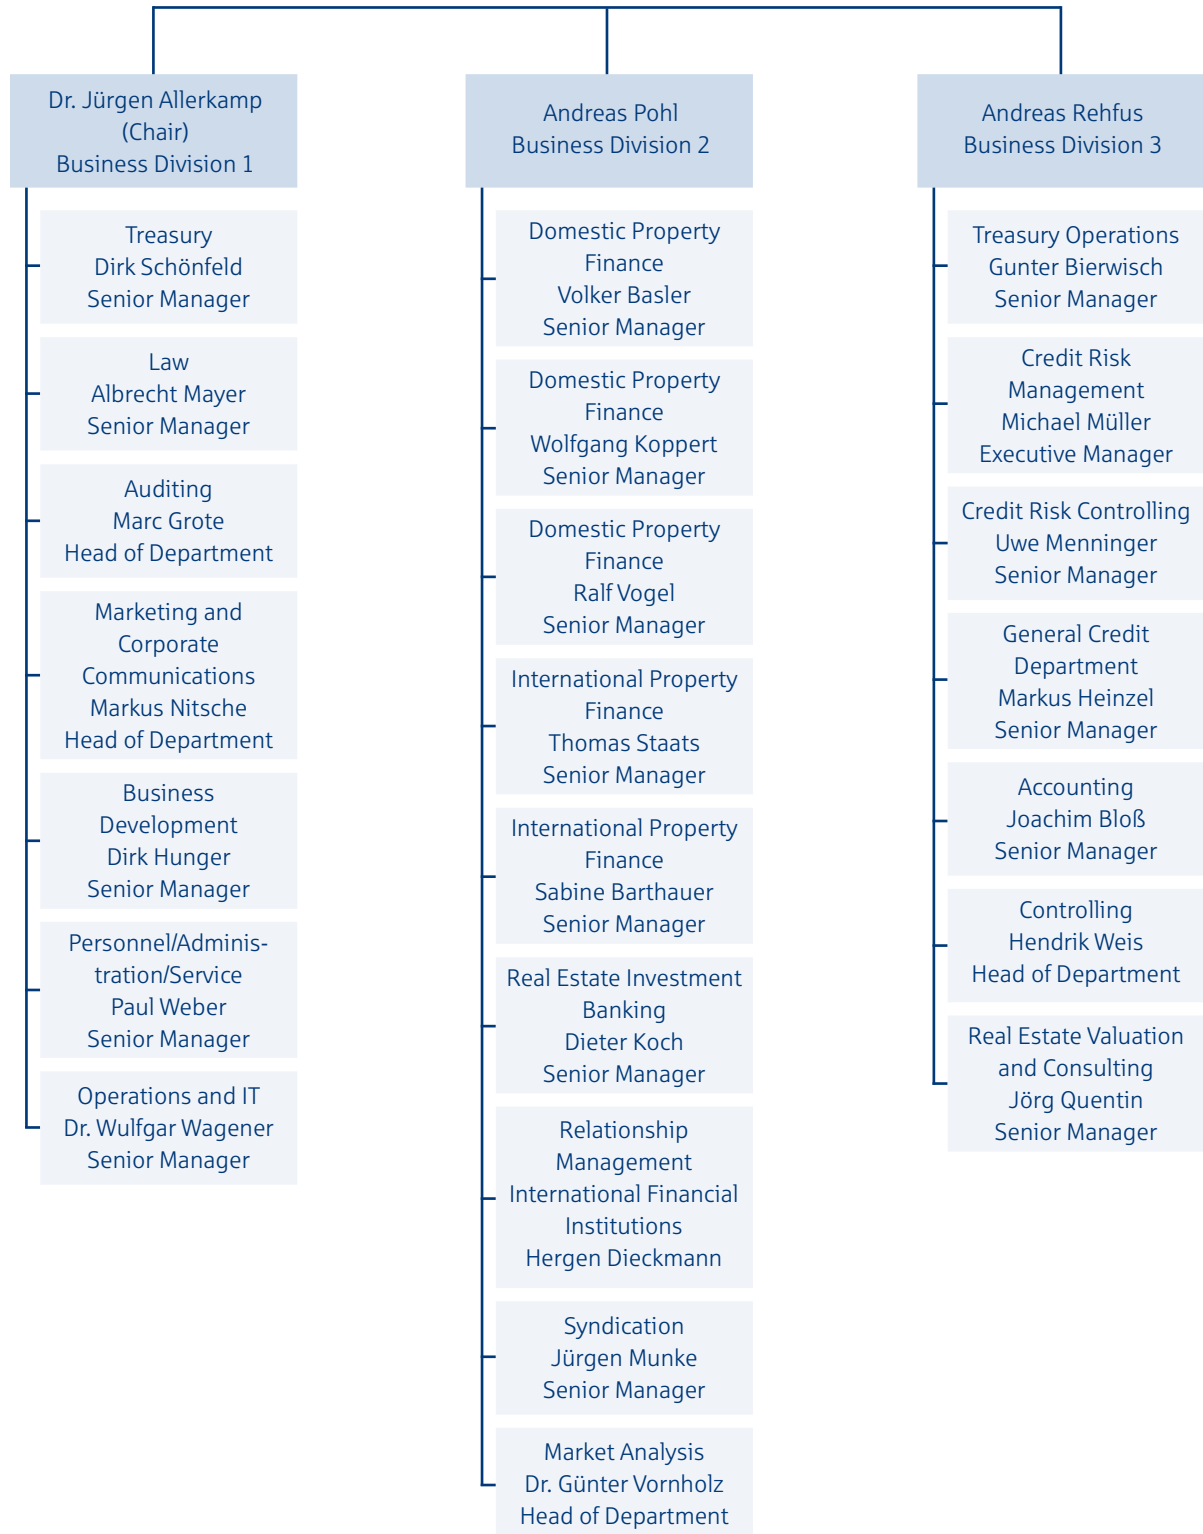 Dr. Jürgen Allerkamp
(Chair)
Business Division 1
Treasury
Dirk Schönfeld
Senior Manager
Law
Albrecht Mayer
Senior Manager
Auditing
Marc Grote
Head of Department
Marketing and
Corporate
Communications
Markus Nitsche
Head of Department
Business
Development
Dirk Hunger
Senior Manager
Personnel/Adminis-
tration/Service
Paul Weber
Senior Manager
Operations and IT
Dr. Wulfgar Wagener
Senior Manager
Andreas Pohl
Business Division 2
Domestic Property
Finance
Volker Basler
Senior Manager
Domestic Property
Finance
Wolfgang Koppert
Senior Manager
Domestic Property
Finance
Ralf Vogel
Senior Manager
International Property
Finance
Thomas Staats
Senior Manager
International Property
Finance
Sabine Barthauer
Senior Manager
Real Estate Investment
Banking
Dieter Koch
Senior Manager
Relationship
Management
International Financial
Institutions
Hergen Dieckmann
Syndication
Jürgen Munke
Senior Manager
Market Analysis
Dr. Günter Vornholz
Head of Department
Andreas Rehfus
Business Division 3
Treasury Operations
Gunter Bierwisch
Senior Manager
Credit Risk
Management
Michael Müller
Executive Manager
Credit Risk Controlling
Uwe Menninger
Senior Manager
General Credit
Department
Markus Heinzel
Senior Manager
Accounting
Joachim Bloß
Senior Manager
Controlling
Hendrik Weis
Head of Department
Real Estate Valuation
and Consulting
Jörg Quentin
Senior Manager